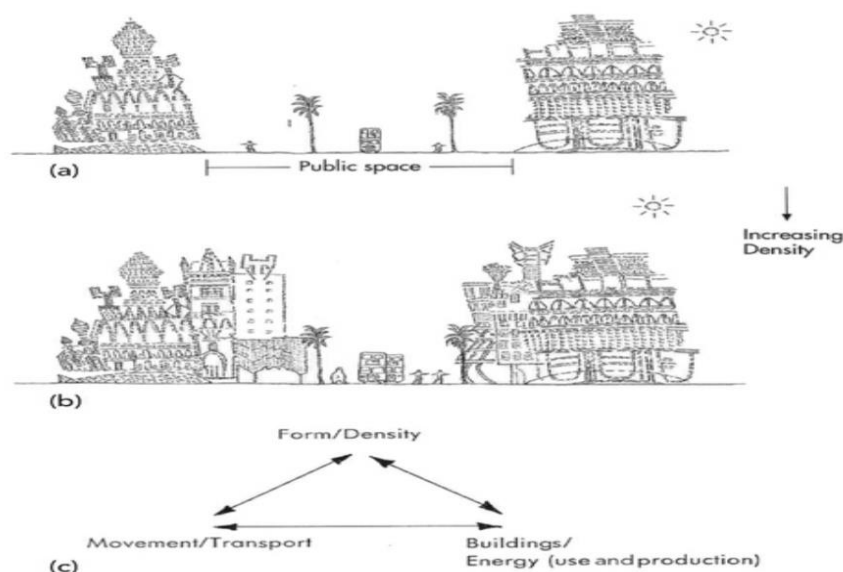 (a)
Public space
Increasing
Density
(b)
Form/Density
Movement/Transport
Buildings/
Energy (use and production)
(c)